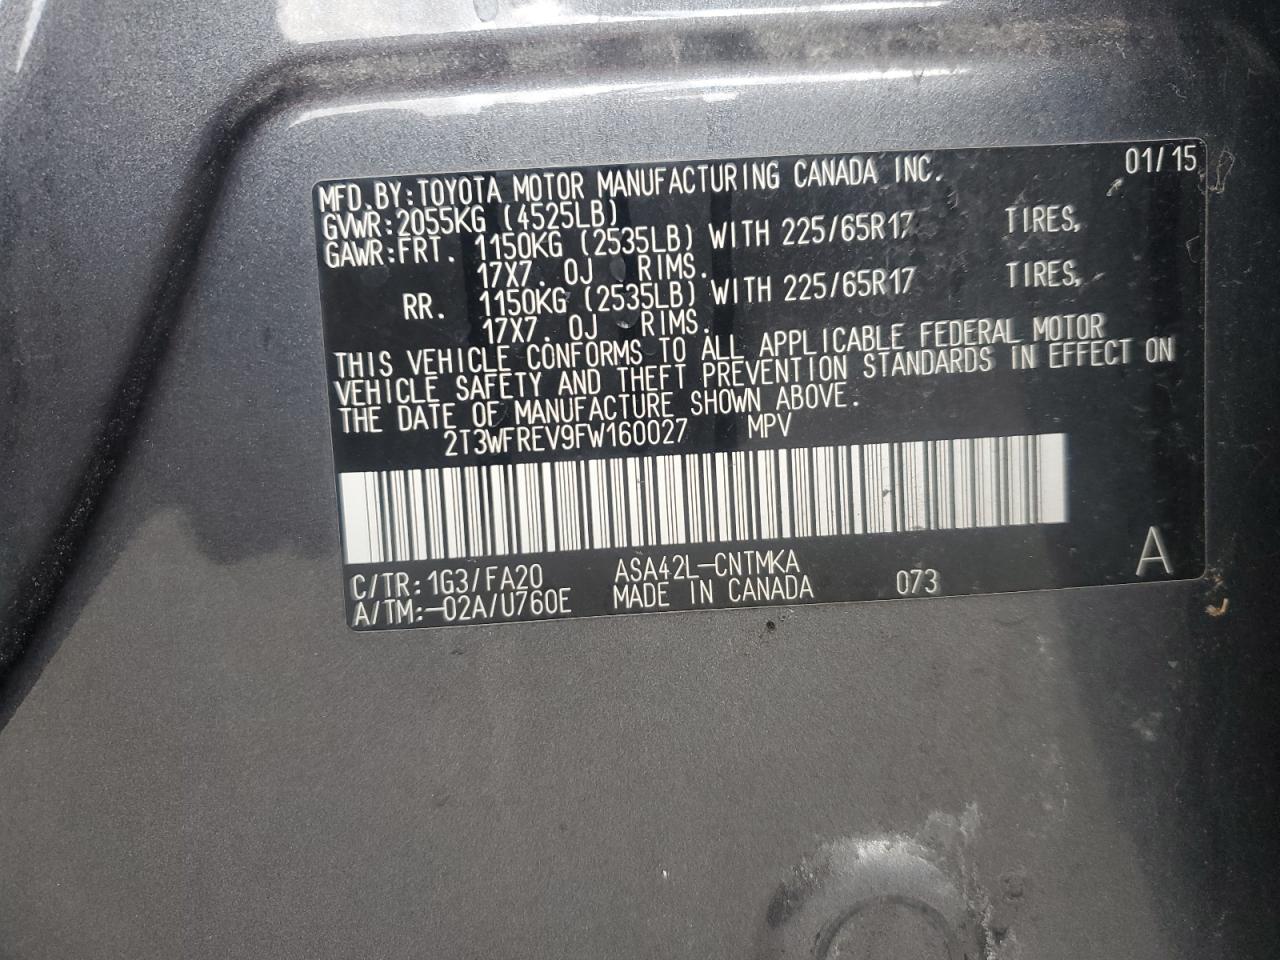 MFD.BY:TOYOTA MOTOR MANUFACTURING CANADA INC. 01/15
GVWR:2055KG (4525LB)
GAWR:FRT. 1150KG (2535LB) WITH 225/65R17 TIRES,
17X7. 0J RIMS.
RR. 1150KG (2535LB) WITH 225/65R17 TIRES,
17X7. 0J RIMS.
THIS VEHICLE CONFORMS TO ALL APPLICABLE FEDERAL MOTOR
VEHICLE SAFETY AND THEFT PREVENTION STANDARDS IN EFFECT ON
THE DATE OF MANUFACTURE SHOWN ABOVE.
2T3WFREV9FW160027 MPV
C/TR:1G3/FA20 ASA42L-CNTMKA
A/TM:-02A/U760E MADE IN CANADA 073 A